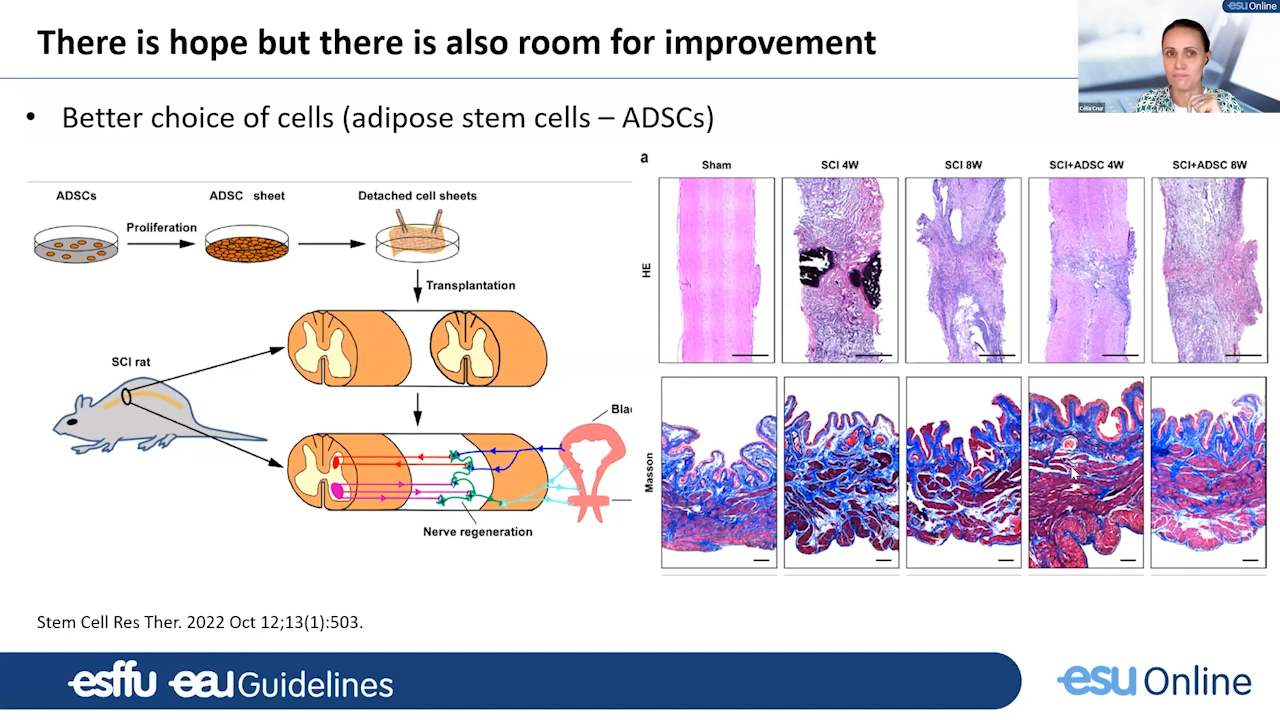 There is hope but there is also room for improvement
esu Online
Célia Cruz
• Better choice of cells (adipose stem cells – ADSCs)
ADSCs
ADSC sheet
Detached cell sheets
Proliferation
Transplantation
SCI rat
Bla
Nerve regeneration
a
Sham
SCI 4W
SCI 8W
SCI+ADSC 4W
SCI+ADSC 8W
HE
Masson
Stem Cell Res Ther. 2022 Oct 12;13(1):503.
esffu eau Guidelines
esu Online